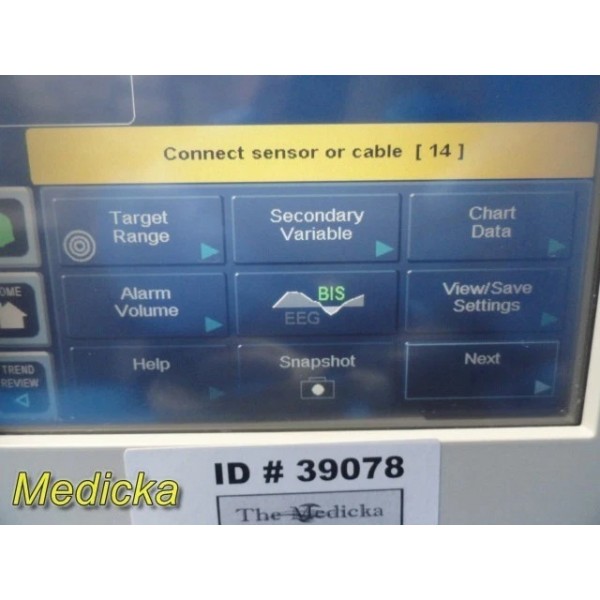 Connect sensor or cable [ 14 ]
Target
Range
Secondary
Variable
Chart
Data
Alarm
Volume
BIS
EEG
View/Save
Settings
OME
TREND
REVIEW
Help
Snapshot
Next
ID # 39078
Medicka
The Medicka